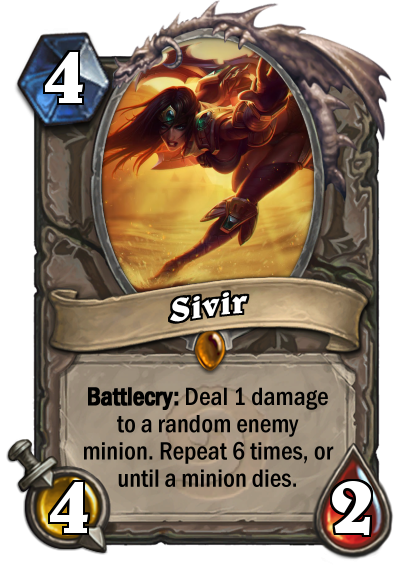 4
Sivir
Battlecry: Deal 1 damage
to a random enemy
minion. Repeat 6 times, or
until a minion dies.
4
2